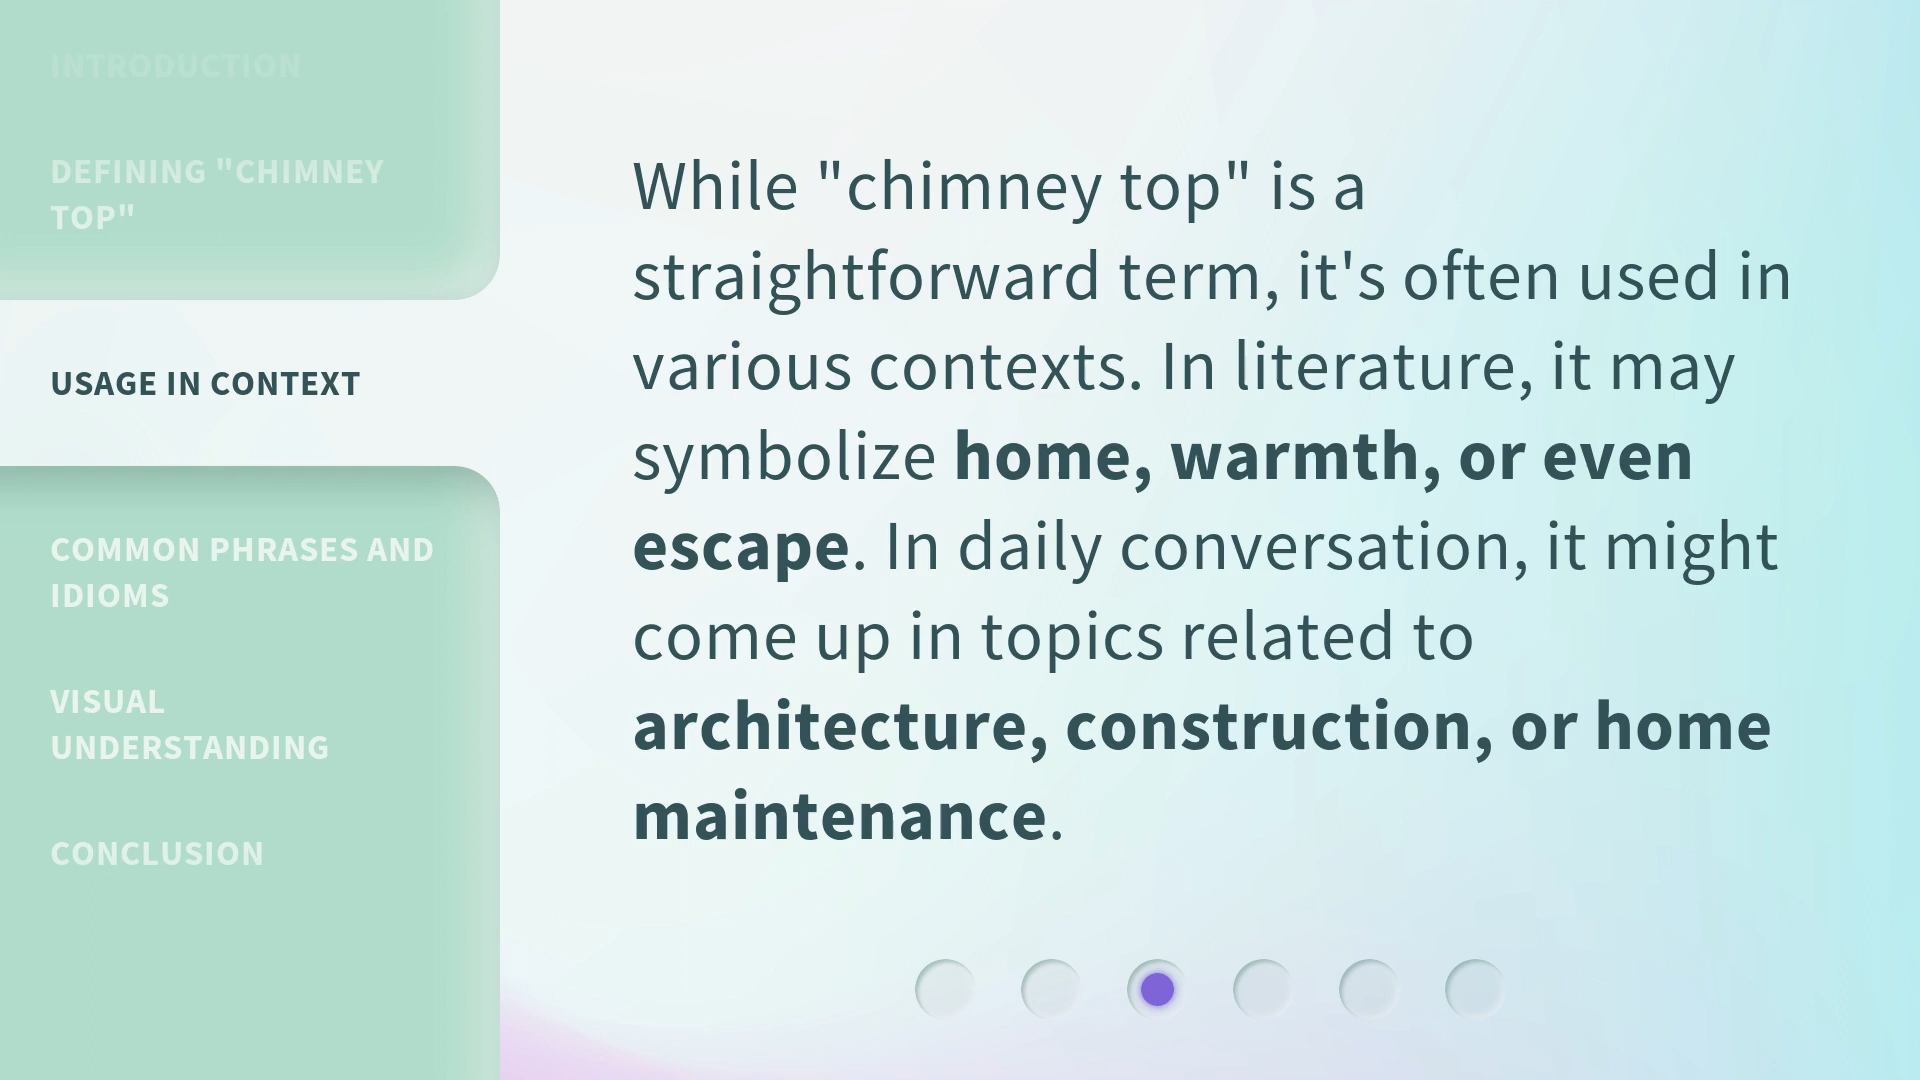 INTRODUCTION
DEFINING "CHIMNEY
TOP"
USAGE IN CONTEXT
COMMON PHRASES AND
IDIOMS
VISUAL
UNDERSTANDING
CONCLUSION
While "chimney top" is a
straightforward term, it's often used in
various contexts. In literature, it may
symbolize home, warmth, or even
escape. In daily conversation, it might
come up in topics related to
architecture, construction, or home
maintenance.